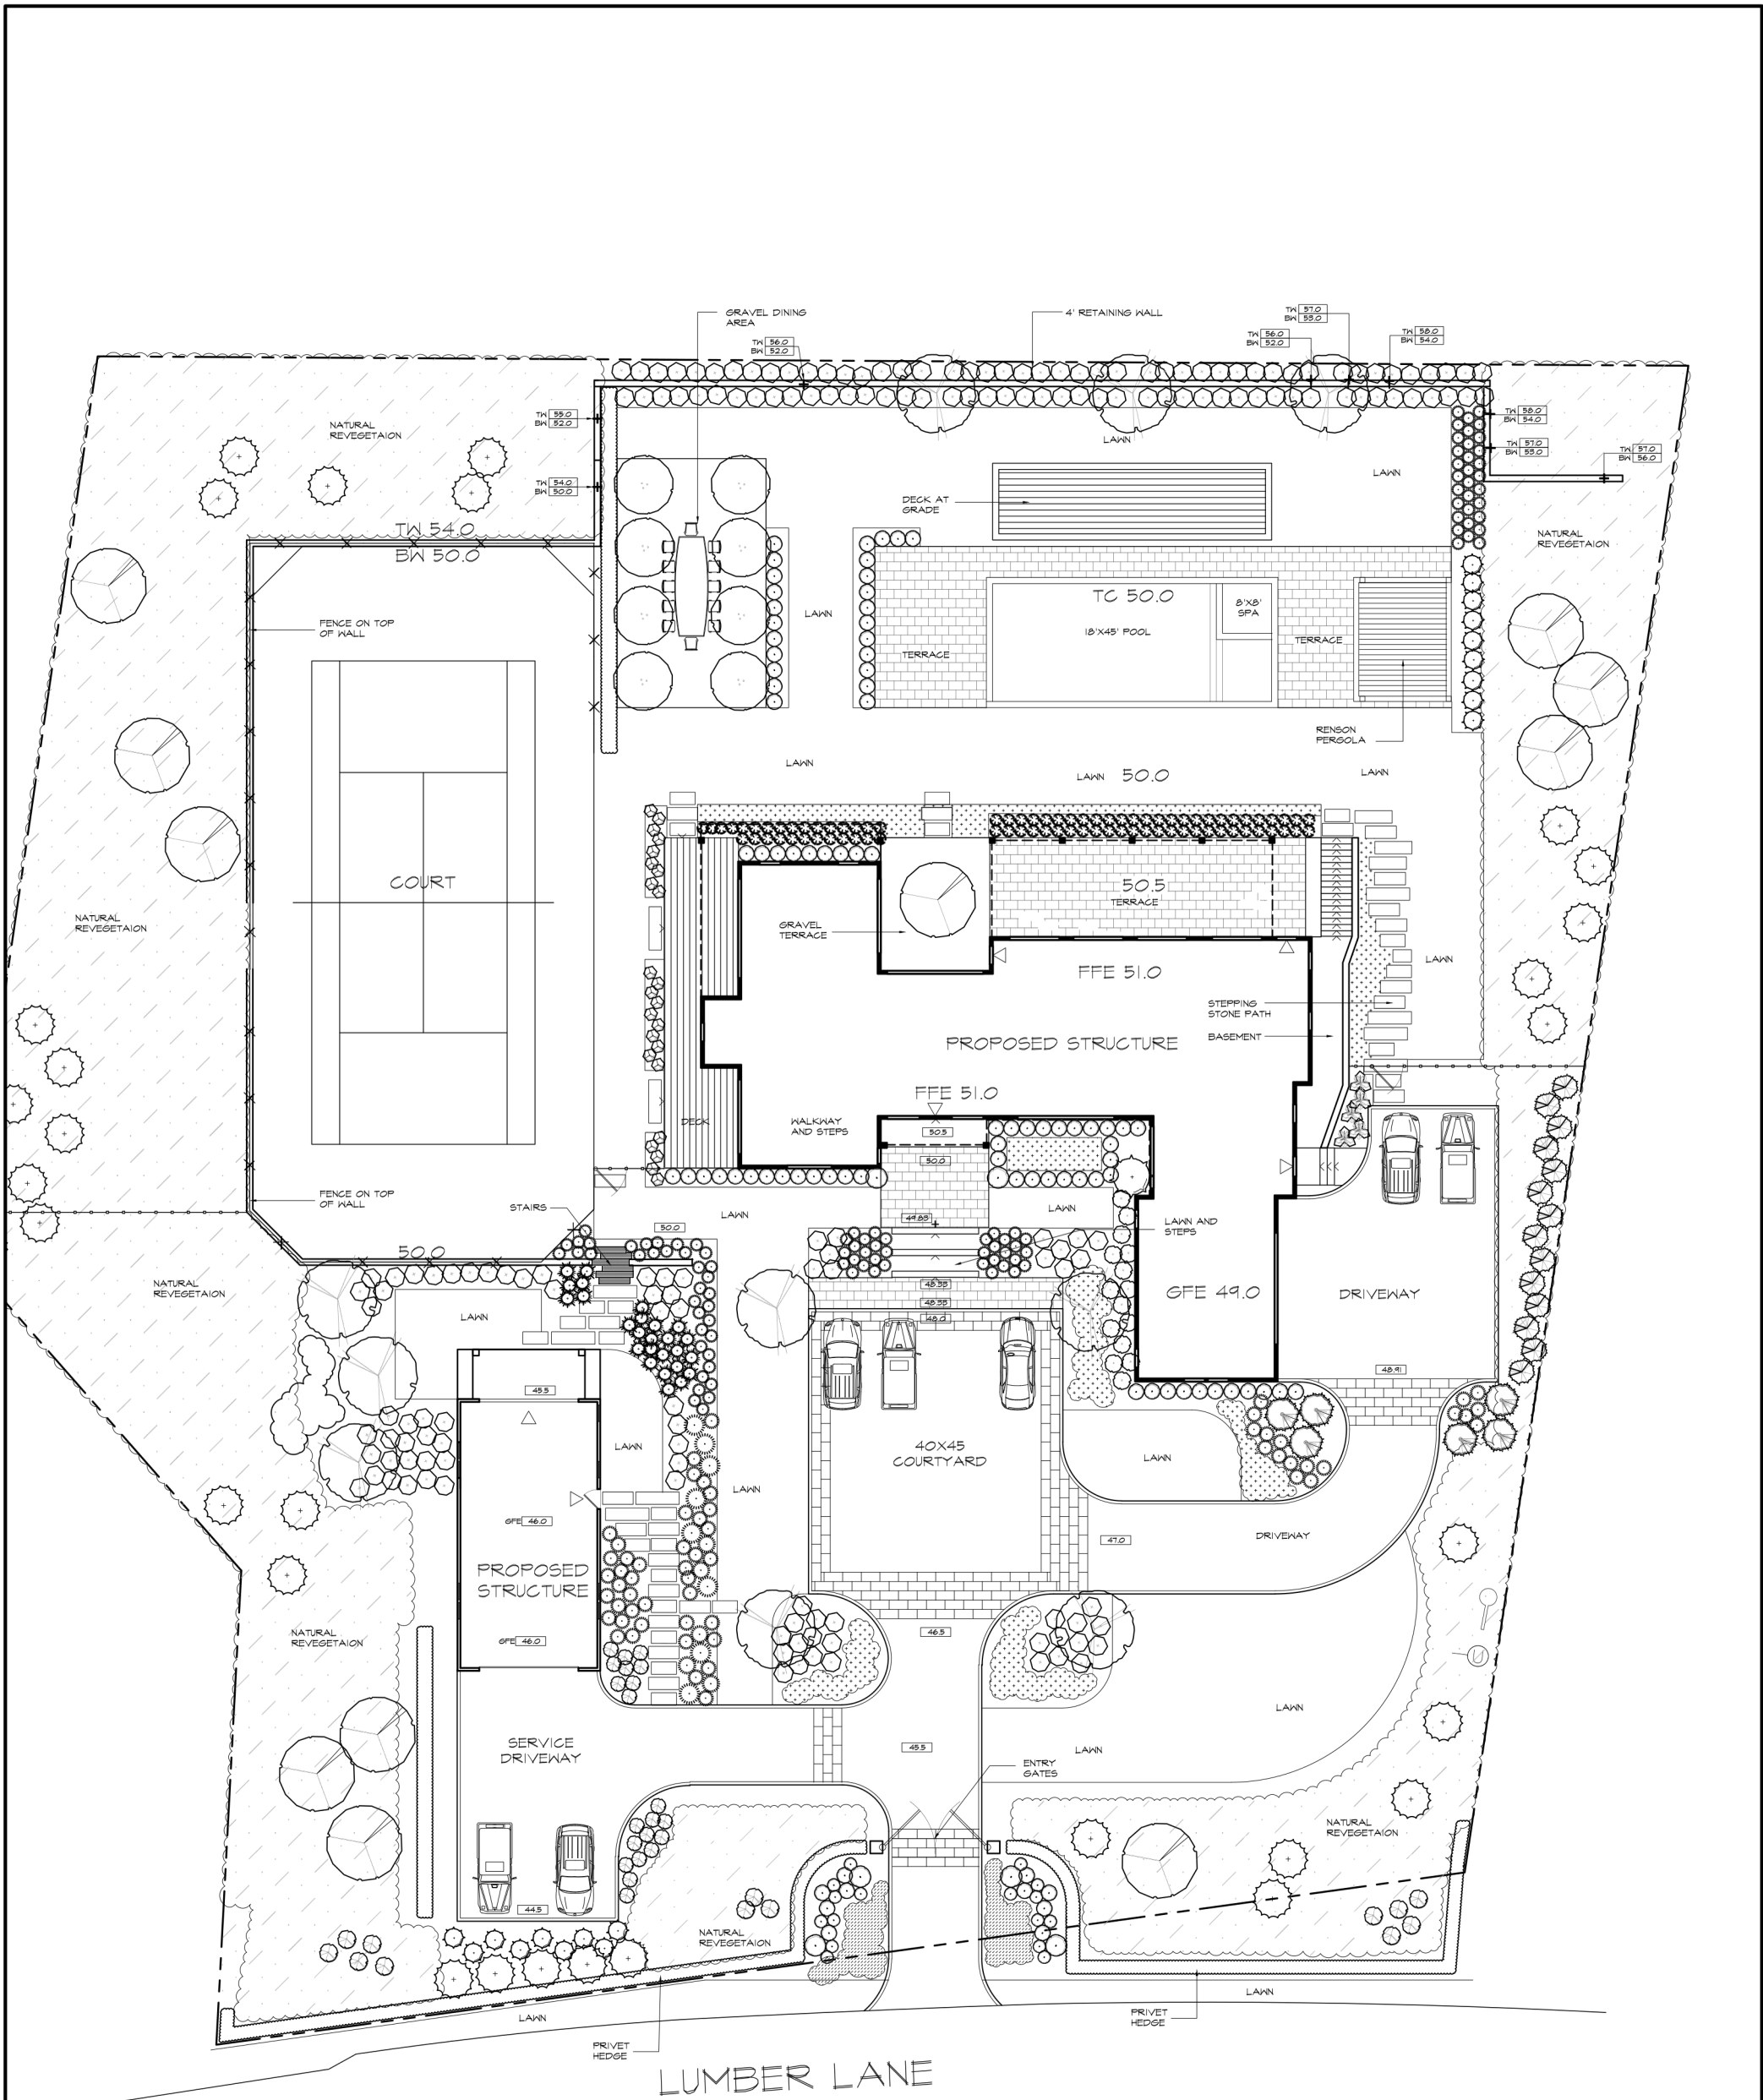 GRAVEL DINING
AREA
4' RETAINING WALL
TW 57.0
BW 53.0
TW 56.0
BW 52.0
TW 56.0
BW 52.0
TW 58.0
BW 54.0
TW 55.0
BW 52.0
NATURAL
REVEGETAION
TW 58.0
BW 54.0
LAWN
TW 57.0
BW 53.0
TW 57.0
BW 56.0
LAWN
TW 54.0
BW 50.0
DECK AT
GRADE
TW 54.0
BW 50.0
NATURAL
REVEGETAION
TC 50.0
8'X8'
SPA
LAWN
FENCE ON TOP
OF WALL
18'X45' POOL
TERRACE
TERRACE
RENSON
PERGOLA
LAWN
LAWN 50.0
LAWN
COURT
50.5
TERRACE
NATURAL
REVEGETAION
GRAVEL
TERRACE
LAWN
FFE 51.0
STEPPING
STONE PATH
BASEMENT
PROPOSED STRUCTURE
FFE 51.0
DECK
WALKWAY
AND STEPS
50.5
50.0
FENCE ON TOP
OF WALL
STAIRS
LAWN
LAWN
49.83
50.0
LAWN AND
STEPS
50.0
NATURAL
REVEGETAION
48.33
48.33
48.0
GFE 49.0
DRIVEWAY
LAWN
48.91
45.5
LAWN
40X45
COURTYARD
LAWN
LAWN
GFE 46.0
47.0
DRIVEWAY
PROPOSED
STRUCTURE
NATURAL
REVEGETAION
GFE 46.0
46.5
LAWN
SERVICE
DRIVEWAY
45.5
LAWN
ENTRY
GATES
NATURAL
REVEGETAION
44.5
NATURAL
REVEGETAION
LAWN
LAWN
PRIVET
HEDGE
PRIVET
HEDGE
LUMBER LANE